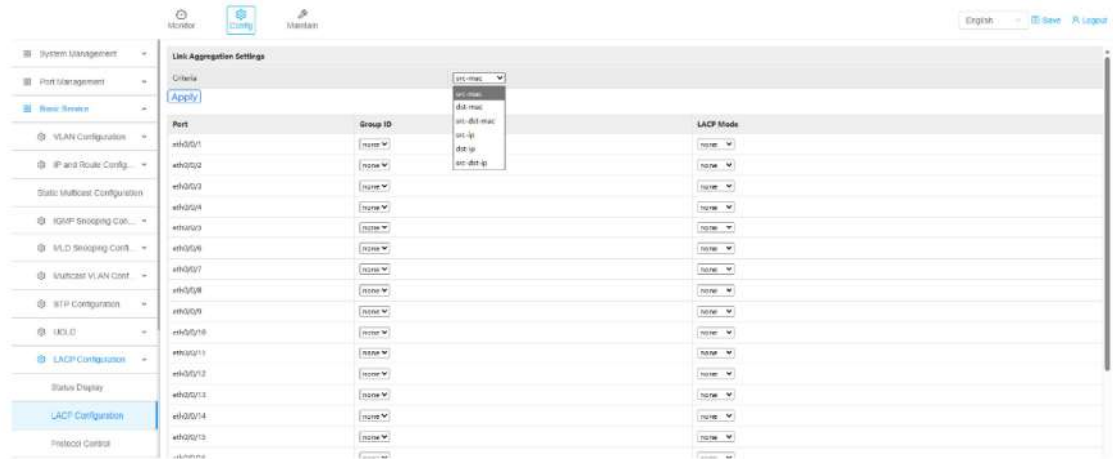 Monitor Config Maintain English Save Logout
System Management
Port Management
Basic Service
VLAN Configuration
IP and Route Config...
Static Multicast Configuration
IGMP Snooping Con...
MLD Snooping Confi...
Multicast VLAN Conf...
STP Configuration
UDLD
LACP Configuration
Status Display
LACP Configuration
Protocol Control
Link Aggregation Settings
Criteria src-mac
src-mac
dst-mac
src-dst-mac
src-ip
dst-ip
src-dst-ip
Apply
Port Group ID LACP Mode
eth0/0/1 none none
eth0/0/2 none none
eth0/0/3 none none
eth0/0/4 none none
eth0/0/5 none none
eth0/0/6 none none
eth0/0/7 none none
eth0/0/8 none none
eth0/0/9 none none
eth0/0/10 none none
eth0/0/11 none none
eth0/0/12 none none
eth0/0/13 none none
eth0/0/14 none none
eth0/0/15 none none